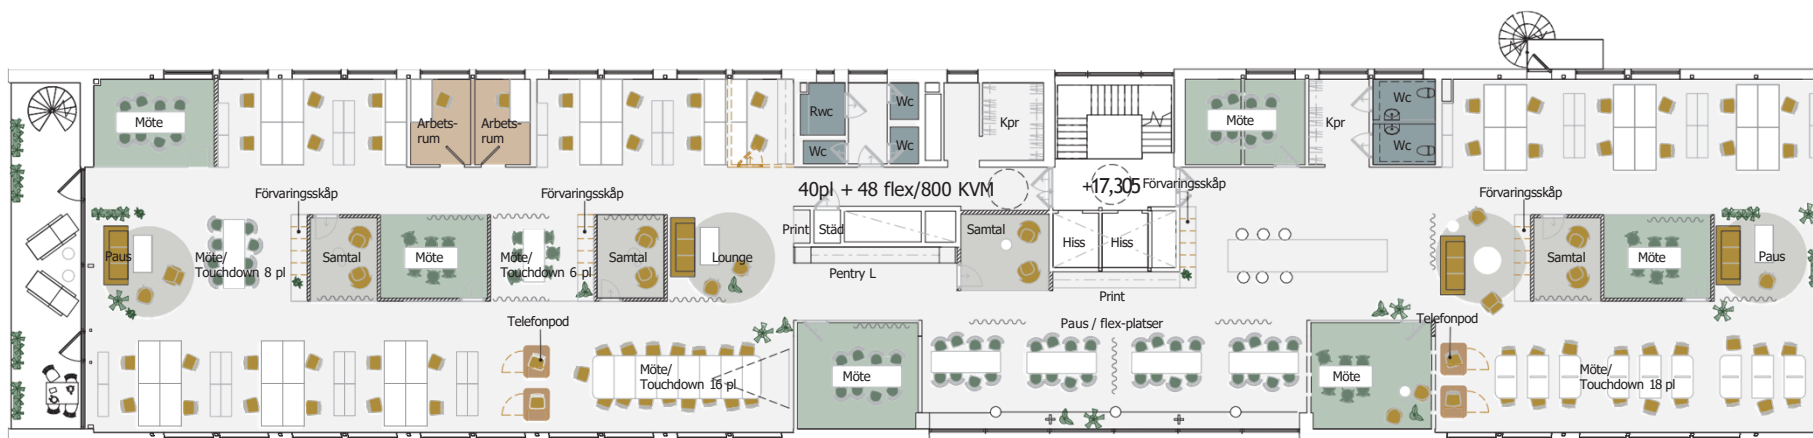 Möte
Arbets-
rum
Arbets-
rum
Rwc
Wc
Wc
Wc
Kpr
Möte
Kpr
Wc
Wc
Förvaringsskåp
Förvaringsskåp
40pl + 48 flex/800 KVM
+17,305
Förvaringsskåp
Förvaringsskåp
Paus
Möte/
Touchdown 8 pl
Samtal
Möte
Möte/
Touchdown 6 pl
Samtal
Lounge
Print
Städ
Pentry L
Samtal
Hiss
Hiss
Print
Samtal
Möte
Paus
Telefonpod
Paus / flex-platser
Telefonpod
Möte/
Touchdown 16 pl
Möte
Möte
Möte/
Touchdown 18 pl